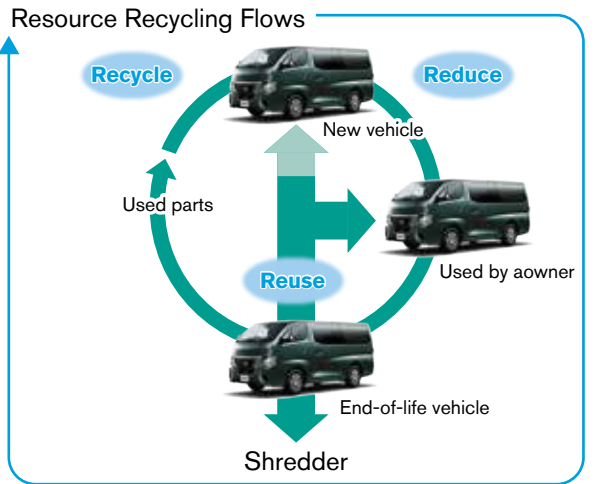 Resource Recycling Flows
Recycle
Reduce
New vehicle
Used parts
Used by aowner
Reuse
End-of-life vehicle
Shredder